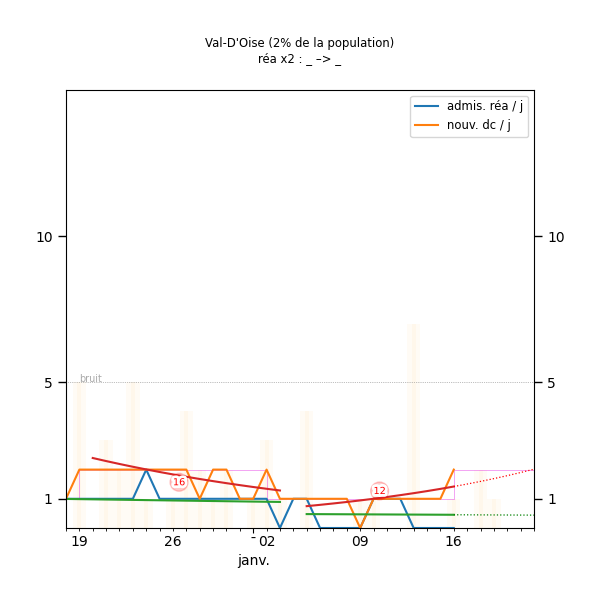 Val-D'Oise (2% de la population)
réa x2 : _ –> _
admis. réa / j
nouv. dc / j
10 10
bruit
5 5
16
12
1 1
19 26 - 02 09 16
janv.